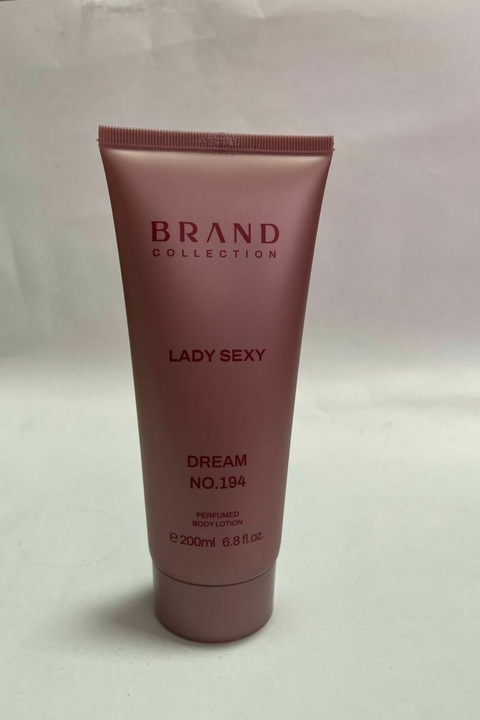 BRAND
COLLECTION
LADY SEXY
DREAM
NO.194
PERFUMED
BODY LOTION
℮ 200ml 6.8 fl.oz.